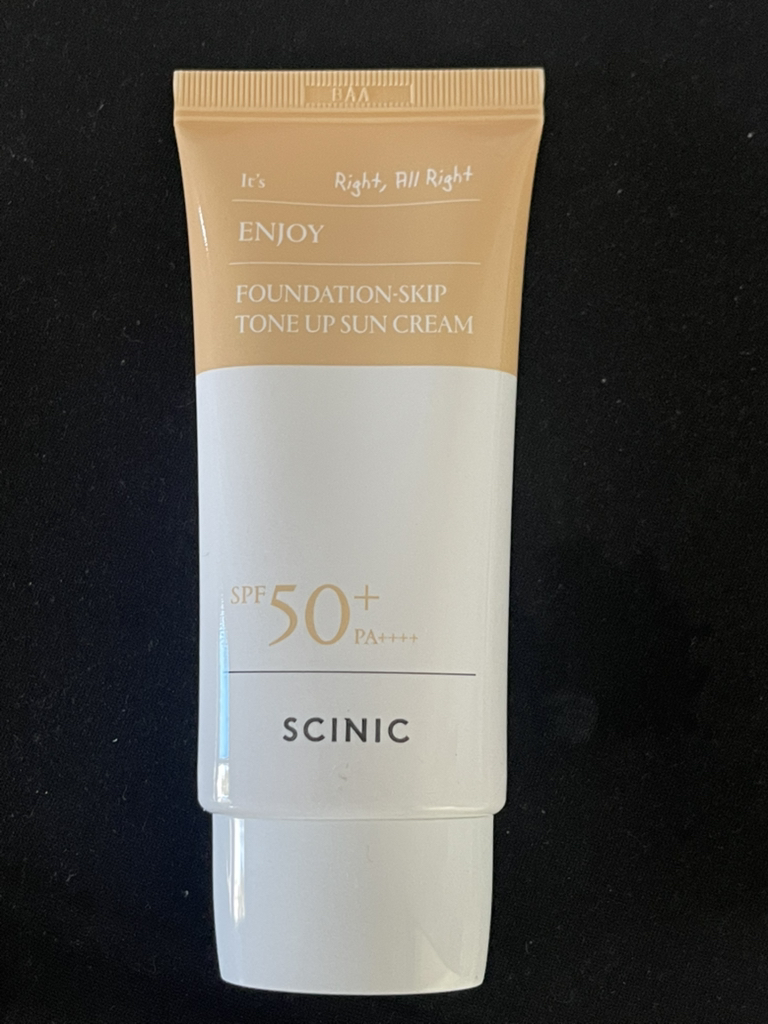 BAA
It's Right, All Right
ENJOY
FOUNDATION-SKIP
TONE UP SUN CREAM
SPF 50+
PA++++
SCINIC